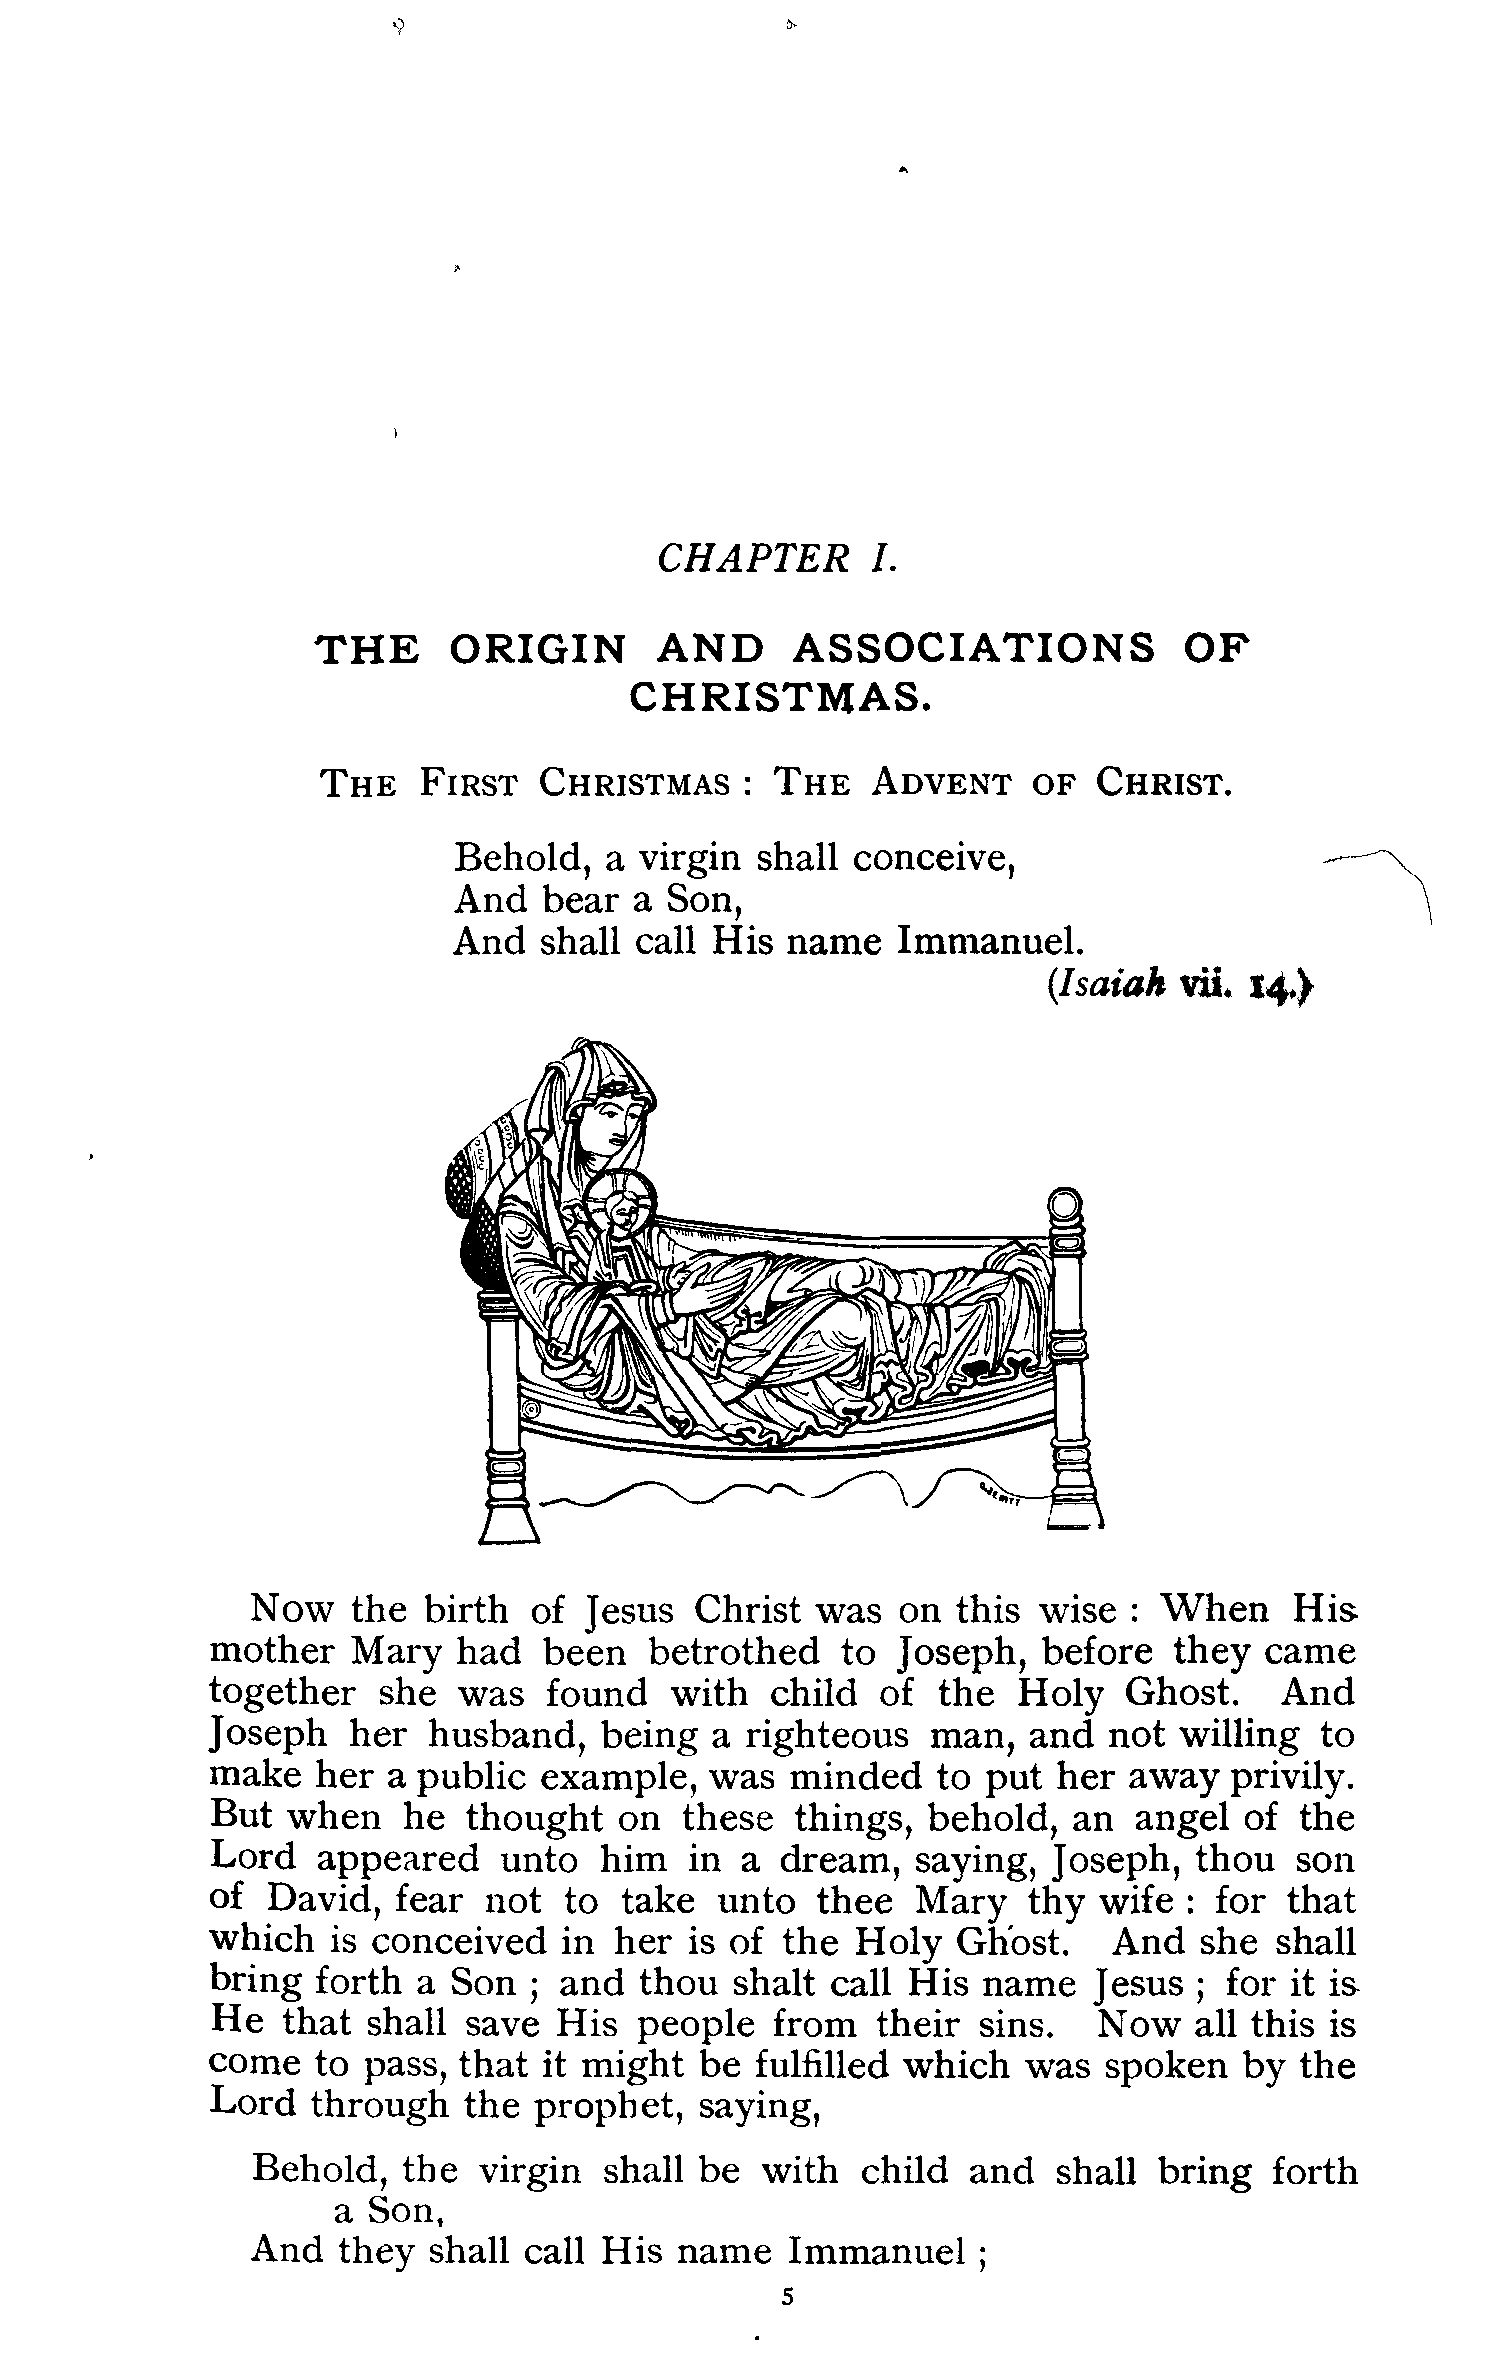 CHAPTER I.
THE ORIGIN AND ASSOCIATIONS OF
CHRISTMAS.
THE FIRST CHRISTMAS : THE ADVENT OF CHRIST.
Behold, a virgin shall conceive,
And bear a Son,
And shall call His name Immanuel.
(Isaiah vii. 14.)
Now the birth of Jesus Christ was on this wise : When His
mother Mary had been betrothed to Joseph, before they came
together she was found with child of the Holy Ghost. And
Joseph her husband, being a righteous man, and not willing to
make her a public example, was minded to put her away privily.
But when he thought on these things, behold, an angel of the
Lord appeared unto him in a dream, saying, Joseph, thou son
of David, fear not to take unto thee Mary thy wife : for that
which is conceived in her is of the Holy Ghost. And she shall
bring forth a Son ; and thou shalt call His name Jesus ; for it is
He that shall save His people from their sins. Now all this is
come to pass, that it might be fulfilled which was spoken by the
Lord through the prophet, saying,
Behold, the virgin shall be with child and shall bring forth
a Son,
And they shall call His name Immanuel ;
5